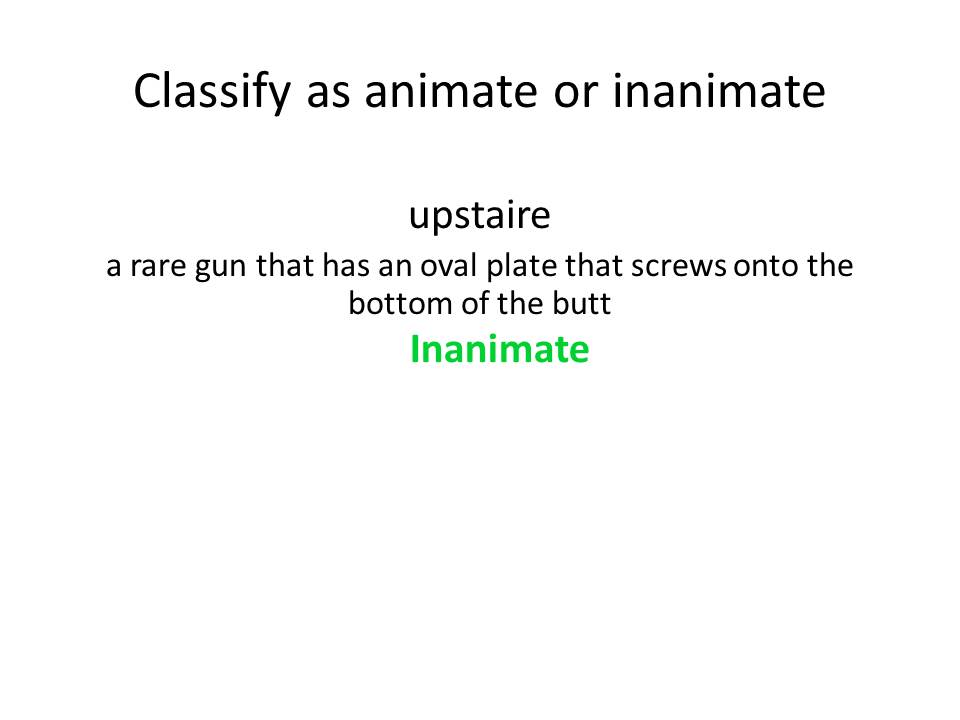 Classify as animate or inanimate
upstaire
a rare gun that has an oval plate that screws onto the
bottom of the butt
Inanimate